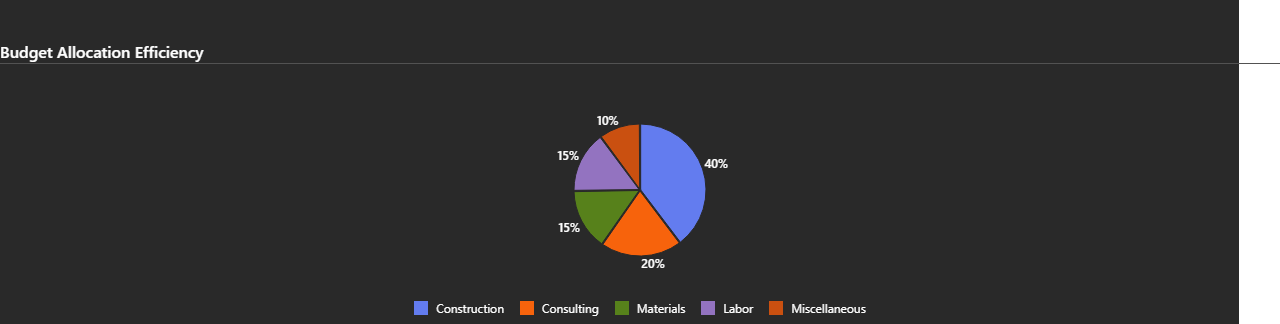 Budget Allocation Efficiency
10%
15%
40%
15%
20%
Construction Consulting Materials Labor Miscellaneous